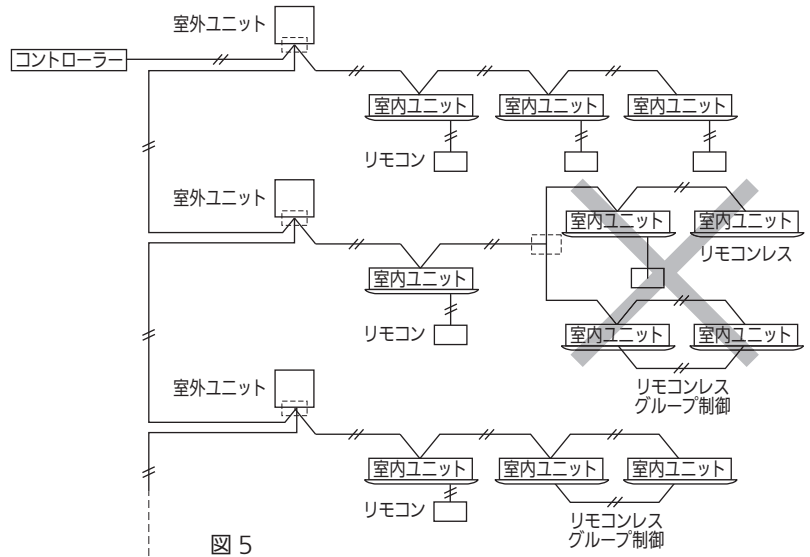 室外ユニット
コントローラー
室内ユニット 室内ユニット 室内ユニット
リモコン
室外ユニット
室内ユニット 室内ユニット
リモコンレス
室内ユニット
リモコン
室内ユニット 室内ユニット
リモコンレス
グループ制御
室外ユニット
室内ユニット 室内ユニット 室内ユニット
リモコン
リモコンレス
グループ制御
図 5